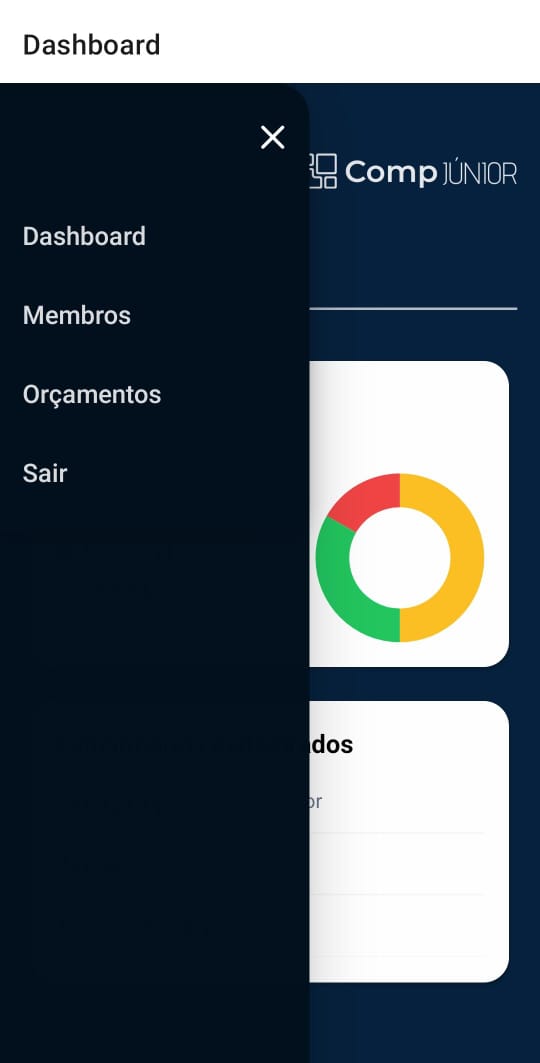 Dashboard
Comp JÚNIOR
Dashboard
Membros
Orçamentos
Sair
dos
or